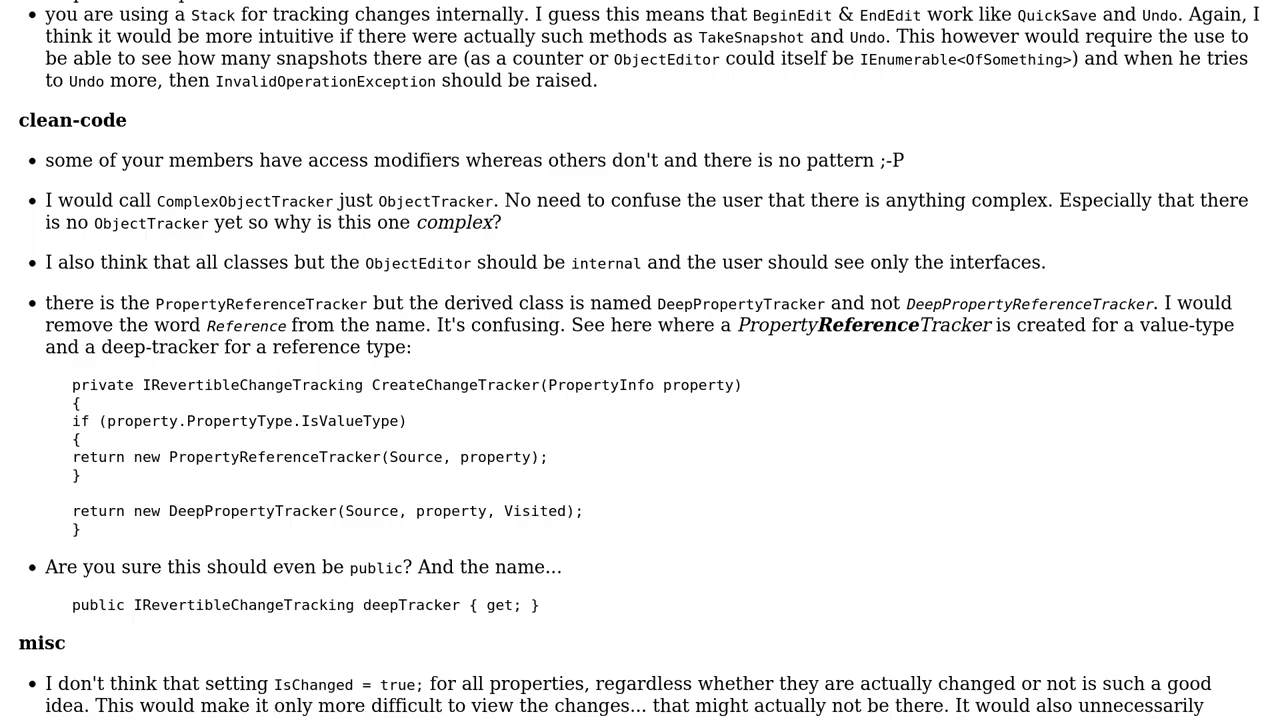 you are using a Stack for tracking changes internally. I guess this means that BeginEdit & EndEdit work like QuickSave and Undo. Again, I
think it would be more intuitive if there were actually such methods as TakeSnapshot and Undo. This however would require the use to
be able to see how many snapshots there are (as a counter or ObjectEditor could itself be IEnumerable<OfSomething>) and when he tries
to Undo more, then InvalidOperationException should be raised.
clean-code
some of your members have access modifiers whereas others don't and there is no pattern ;-P
I would call ComplexObjectTracker just ObjectTracker. No need to confuse the user that there is anything complex. Especially that there
is no ObjectTracker yet so why is this one complex?
I also think that all classes but the ObjectEditor should be internal and the user should see only the interfaces.
there is the PropertyReferenceTracker but the derived class is named DeepPropertyTracker and not DeepPropertyReferenceTracker. I would
remove the word Reference from the name. It's confusing. See here where a PropertyReferenceTracker is created for a value-type
and a deep-tracker for a reference type:
private IRevertibleChangeTracking CreateChangeTracker(PropertyInfo property)
{
if (property.PropertyType.IsValueType)
{
return new PropertyReferenceTracker(Source, property);
}
return new DeepPropertyTracker(Source, property, Visited);
}
Are you sure this should even be public? And the name...
public IRevertibleChangeTracking deepTracker { get; }
misc
I don't think that setting IsChanged = true; for all properties, regardless whether they are actually changed or not is such a good
idea. This would make it only more difficult to view the changes... that might actually not be there. It would also unnecessarily